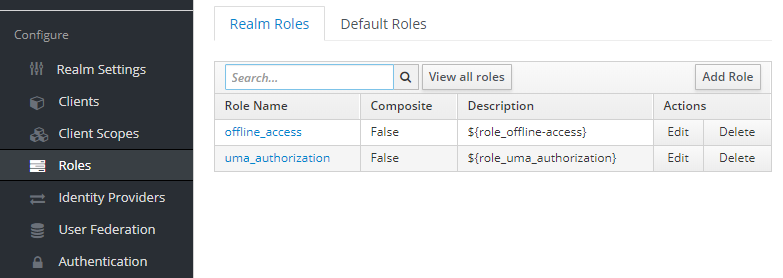 Configure
Realm Settings
Clients
Client Scopes
Roles
Identity Providers
User Federation
Authentication
Realm Roles Default Roles
Search... View all roles Add Role
Role Name Composite Description Actions
offline_access False ${role_offline-access} Edit Delete
uma_authorization False ${role_uma_authorization} Edit Delete